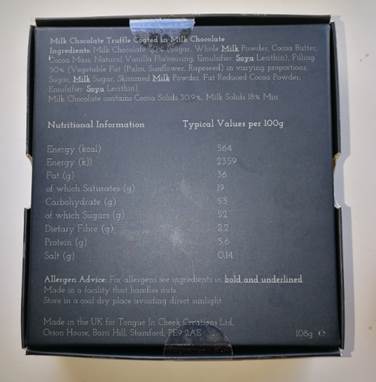 Milk Chocolate Truffle Coated in Milk Chocolate
Ingredients: Milk Chocolate (Sugar, Whole Milk Powder, Cocoa Butter,
Cocoa Mass, Natural Vanilla Flavouring, Emulsifier: Soya Lecithin), Filling
50% (Vegetable Fat (Palm, Sunflower, Rapeseed) in varying proportions,
Sugar, Milk Sugar, Skimmed Milk Powder, Fat Reduced Cocoa Powder,
Emulsifier: Soya Lecithin).
Milk Chocolate contains Cocoa Solids 30.9%, Milk Solids 18% Min
Nutritional Information Typical Values per 100g
Energy (kcal) 564
Energy (kJ) 2359
Fat (g) 36
of which Saturates (g) 19
Carbohydrate (g) 53
of which Sugars (g) 52
Dietary Fibre (g) 2.2
Protein (g) 5.6
Salt (g) 0.14
Allergen Advice: For allergens see ingredients in bold and underlined.
Made in a facility that handles nuts.
Store in a cool dry place avoiding direct sunlight.
Made in the UK for Tongue In Cheek Creations Ltd,
Orion House, Barn Hill, Stamford, PE9 2AE 108g e